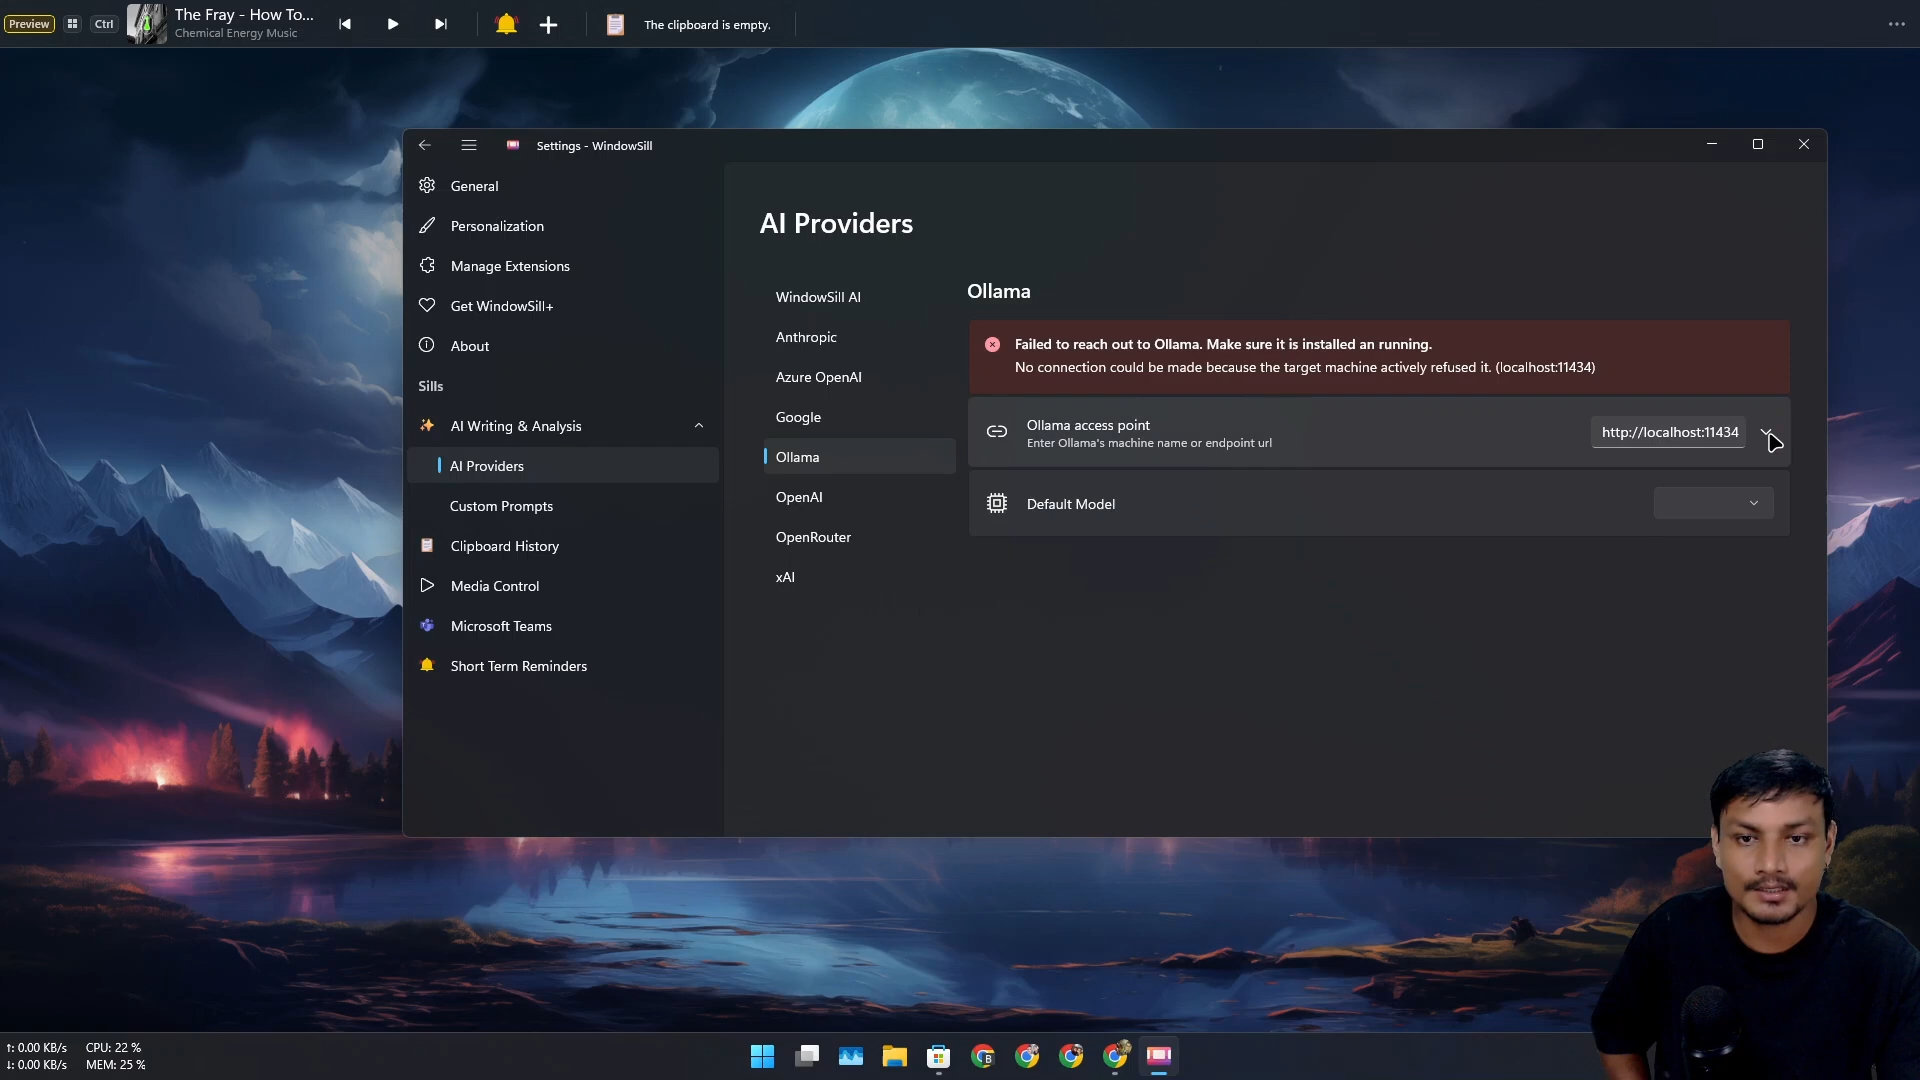 Preview
Ctrl
The Fray - How To...
Chemical Energy Music
The clipboard is empty.
Settings - WindowSill
General
Personalization
Manage Extensions
Get WindowSill+
About
Sills
AI Writing & Analysis
AI Providers
Custom Prompts
Clipboard History
Media Control
Microsoft Teams
Short Term Reminders
AI Providers
WindowSill AI
Anthropic
Azure OpenAI
Google
Ollama
OpenAI
OpenRouter
xAI
Ollama
Failed to reach out to Ollama. Make sure it is installed an running.
No connection could be made because the target machine actively refused it. (localhost:11434)
Ollama access point
Enter Ollama's machine name or endpoint url
http://localhost:11434
Default Model
↑: 0.00 KB/s CPU: 22 %
↓: 0.00 KB/s MEM: 25 %
B